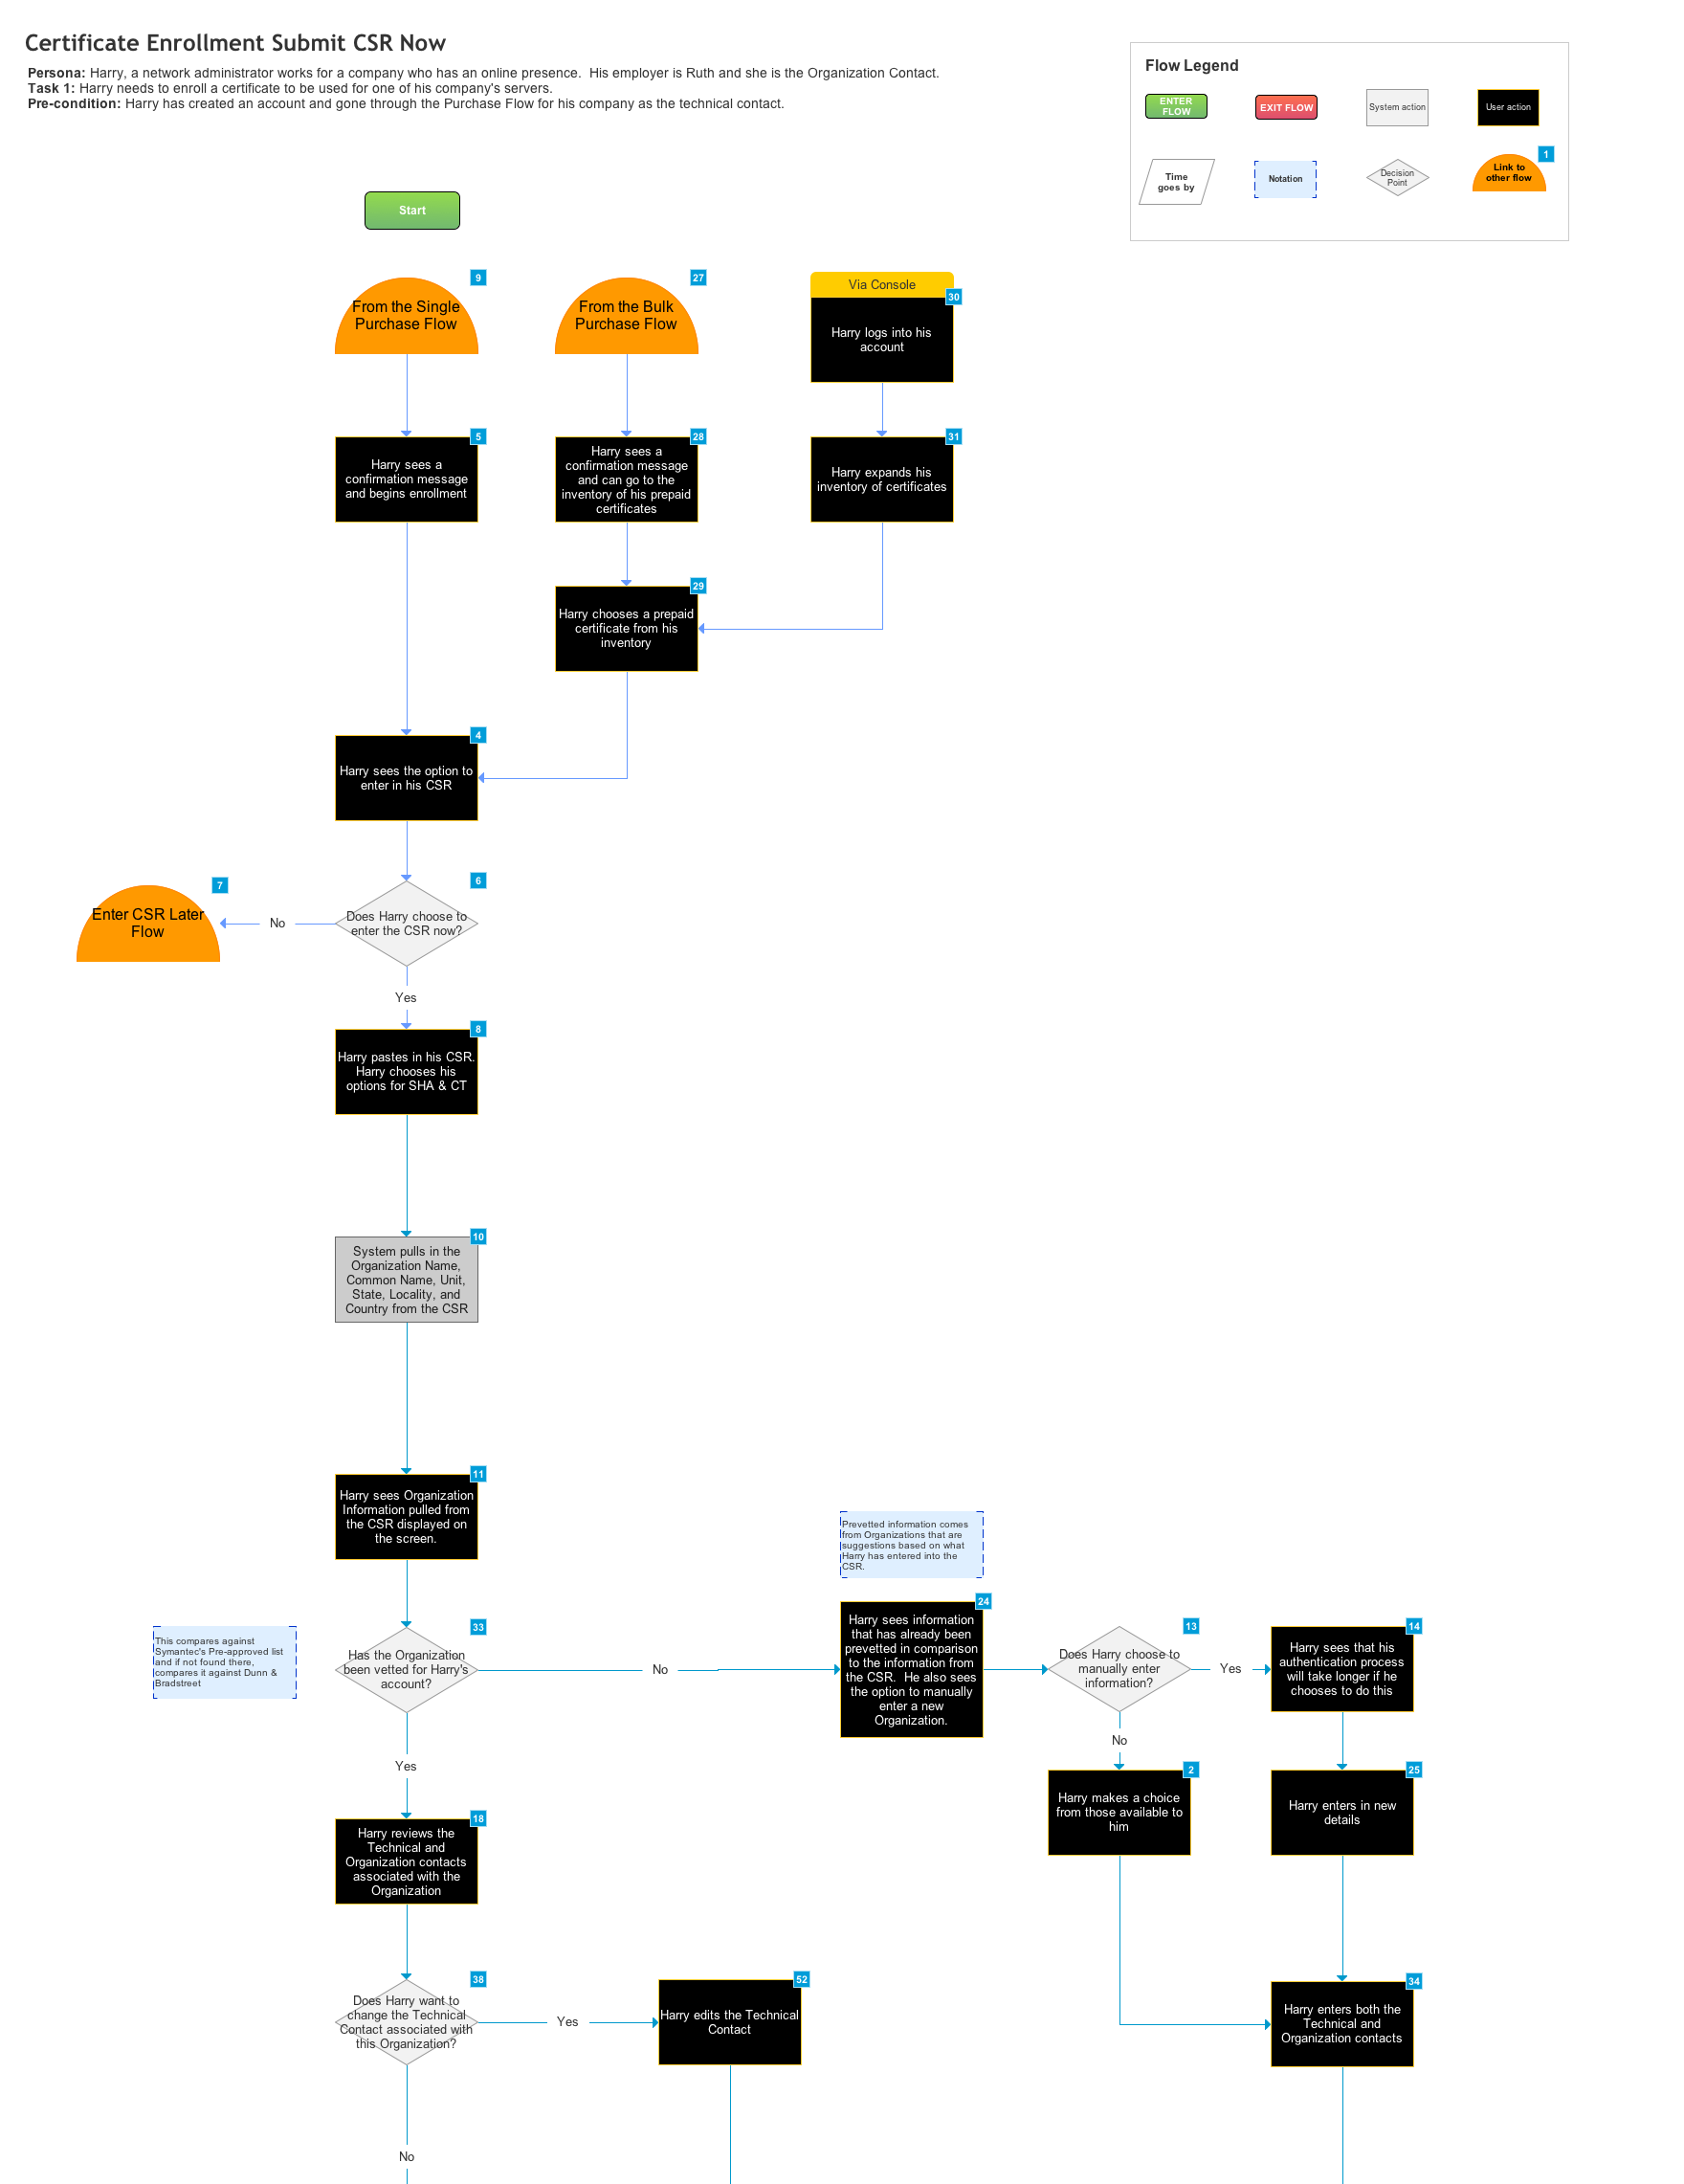 Certificate Enrollment Submit CSR Now
Persona: Harry, a network administrator works for a company who has an online presence.  His employer is Ruth and she is the Organization Contact.
Task 1: Harry needs to enroll a certificate to be used for one of his company's servers.
Pre-condition: Harry has created an account and gone through the Purchase Flow for his company as the technical contact.
Flow Legend
ENTER
FLOW
EXIT FLOW
System action
User action
Time
goes by
Notation
Decision
Point
1
Link to
other flow
Start
9
From the Single
Purchase Flow
27
From the Bulk
Purchase Flow
Via Console
30
Harry logs into his
account
5
Harry sees a
confirmation message
and begins enrollment
28
Harry sees a
confirmation message
and can go to the
inventory of his prepaid
certificates
31
Harry expands his
inventory of certificates
29
Harry chooses a prepaid
certificate from his
inventory
4
Harry sees the option to
enter in his CSR
7
Enter CSR Later
Flow
No
6
Does Harry choose to
enter the CSR now?
Yes
8
Harry pastes in his CSR.
Harry chooses his
options for SHA & CT
10
System pulls in the
Organization Name,
Common Name, Unit,
State, Locality, and
Country from the CSR
11
Harry sees Organization
Information pulled from
the CSR displayed on
the screen.
Prevetted information comes
from Organizations that are
suggestions based on what
Harry has entered into the
CSR.
This compares against
Symantec's Pre-approved list
and if not found there,
compares it against Dunn &
Bradstreet
33
Has the Organization
been vetted for Harry's
account?
No
24
Harry sees information
that has already been
prevetted in comparison
to the information from
the CSR.  He also sees
the option to manually
enter a new
Organization.
13
Does Harry choose to
manually enter
information?
Yes
14
Harry sees that his
authentication process
will take longer if he
chooses to do this
No
Yes
2
Harry makes a choice
from those available to
him
25
Harry enters in new
details
18
Harry reviews the
Technical and
Organization contacts
associated with the
Organization
38
Does Harry want to
change the Technical
Contact associated with
this Organization?
Yes
52
Harry edits the Technical
Contact
34
Harry enters both the
Technical and
Organization contacts
No